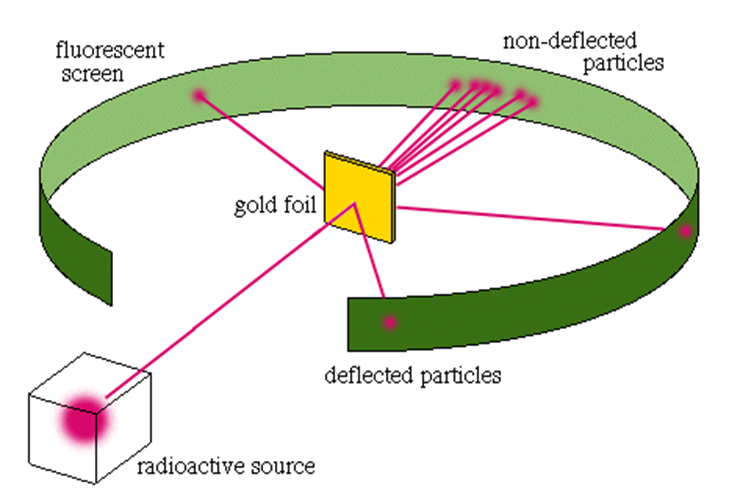 fluorescent
screen
non-deflected
particles
gold foil
deflected particles
radioactive source